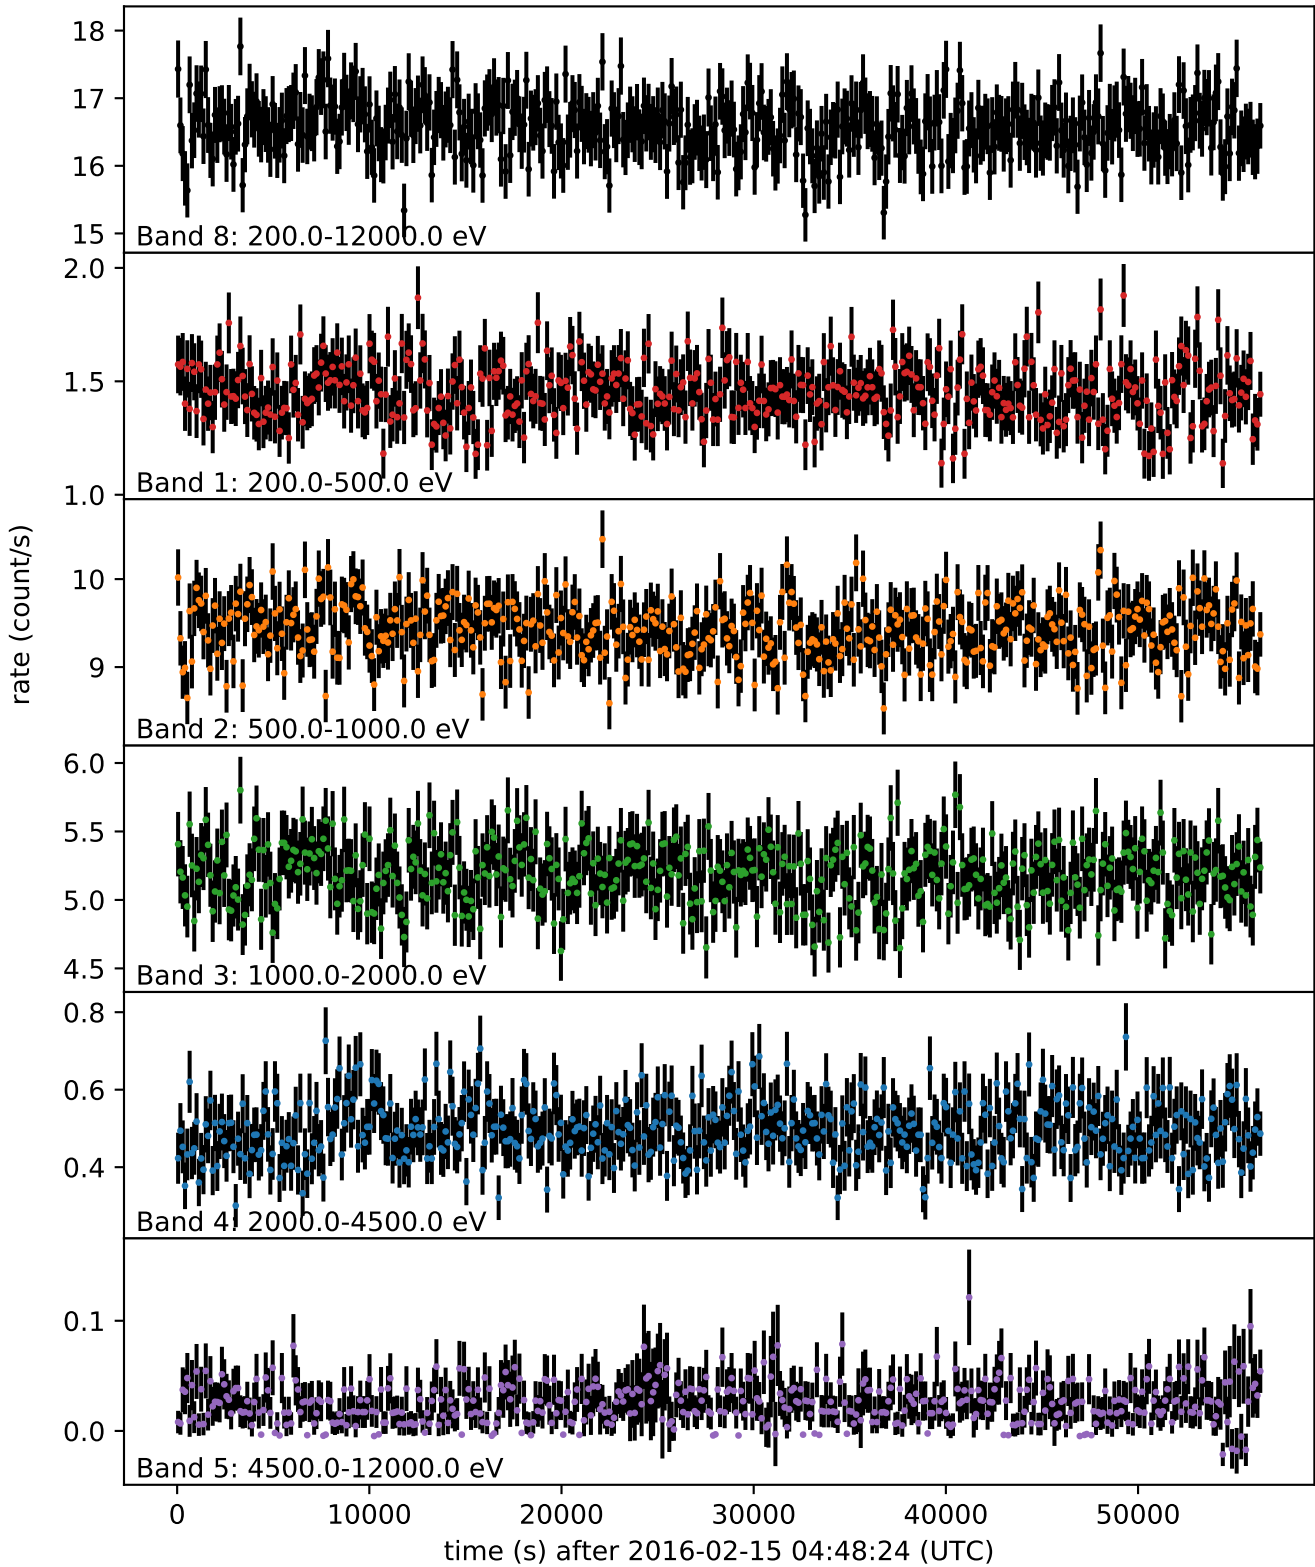 18
17
16
15
Band 8: 200.0-12000.0 eV
2.0
1.5
1.0
Band 1: 200.0-500.0 eV
10
9
Band 2: 500.0-1000.0 eV
rate (count/s)
6.0
5.5
5.0
4.5
Band 3: 1000.0-2000.0 eV
0.8
0.6
0.4
Band 4: 2000.0-4500.0 eV
0.1
0.0
Band 5: 4500.0-12000.0 eV
0 10000 20000 30000 40000 50000
time (s) after 2016-02-15 04:48:24 (UTC)